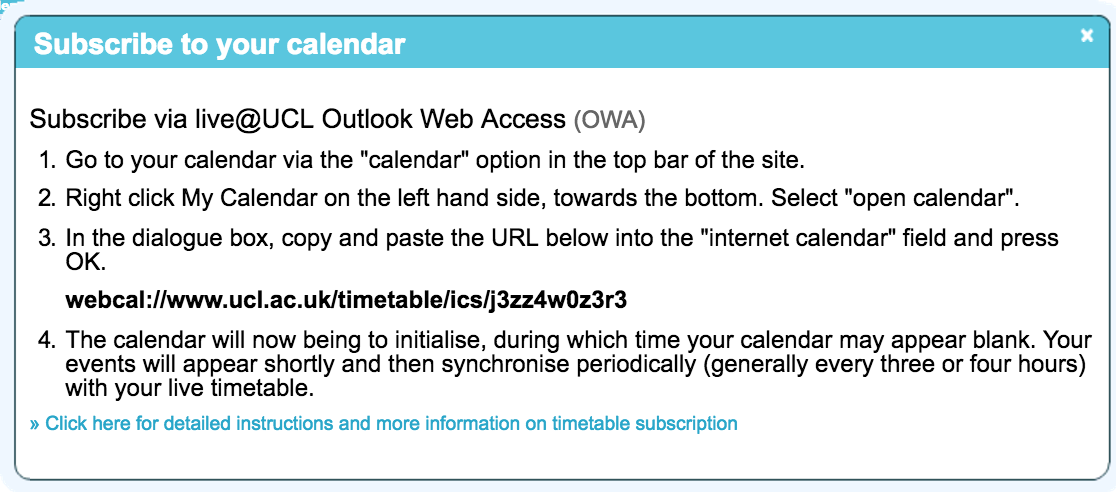 Subscribe to your calendar
Subscribe via live@UCL Outlook Web Access (OWA)
1. Go to your calendar via the "calendar" option in the top bar of the site.
2. Right click My Calendar on the left hand side, towards the bottom. Select "open calendar".
3. In the dialogue box, copy and paste the URL below into the "internet calendar" field and press
OK.
webcal://www.ucl.ac.uk/timetable/ics/j3zz4w0z3r3
4. The calendar will now being to initialise, during which time your calendar may appear blank. Your
events will appear shortly and then synchronise periodically (generally every three or four hours)
with your live timetable.
» Click here for detailed instructions and more information on timetable subscription